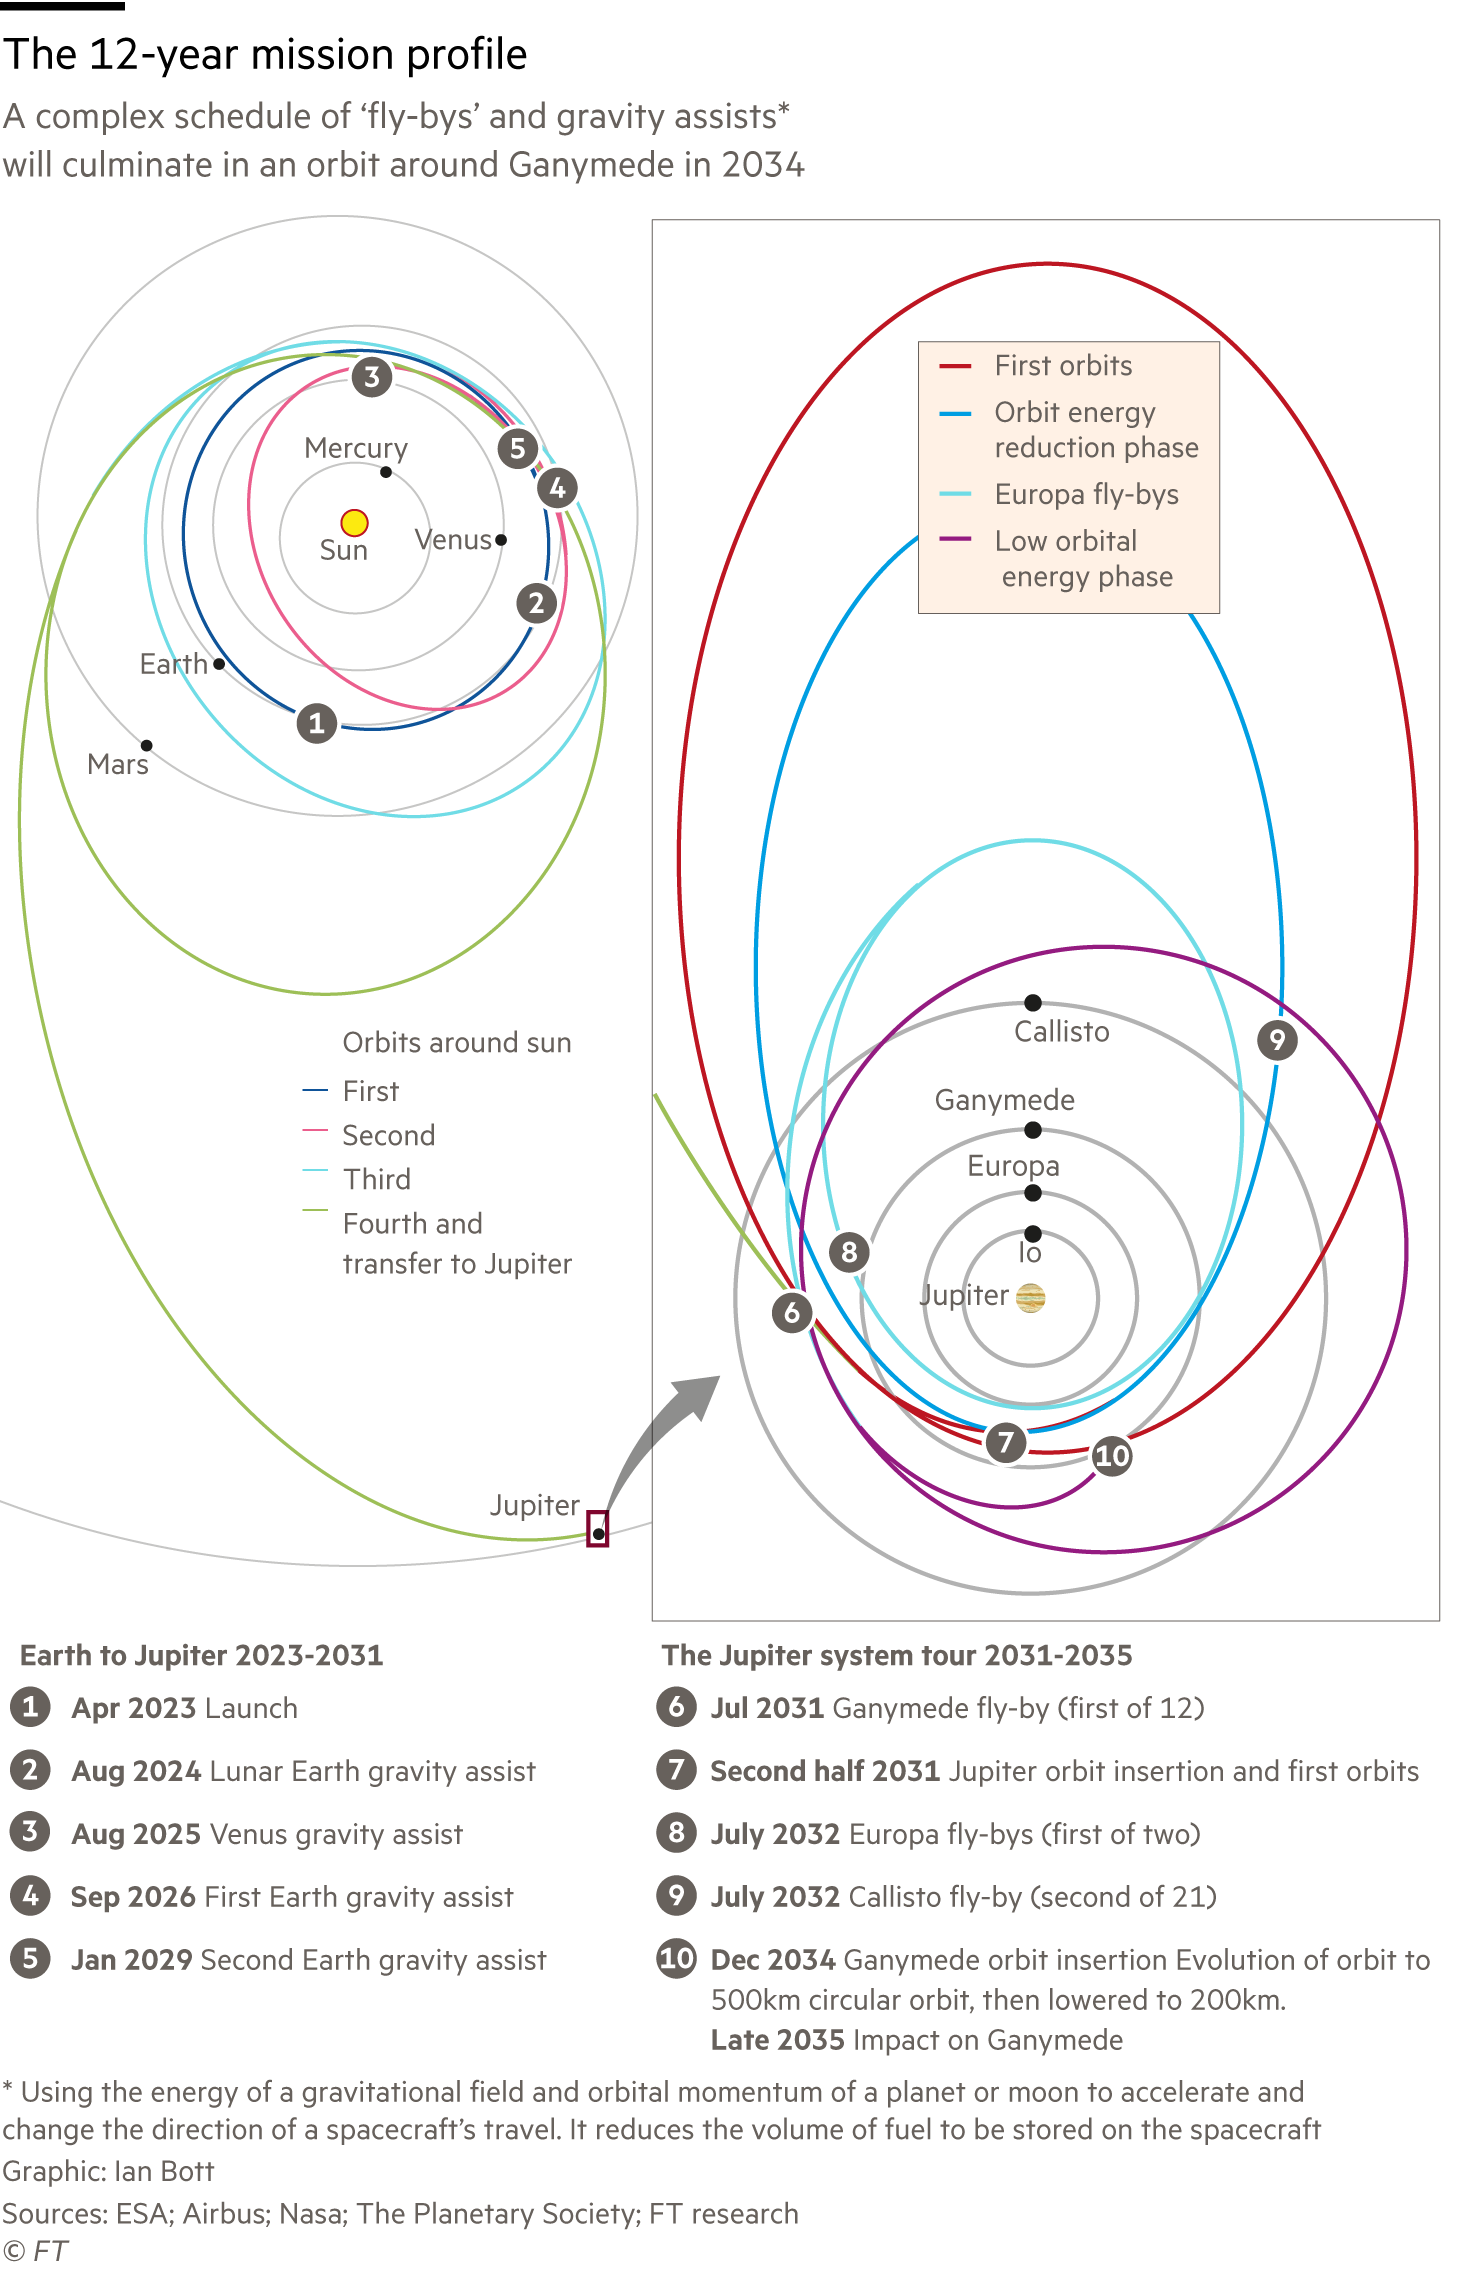 The 12-year mission profile
A complex schedule of ‘fly-bys’ and gravity assists*
will culminate in an orbit around Ganymede in 2034
3
Mercury
5
4
Sun
Venus
2
Earth
1
Mars
Orbits around sun
First
Second
Third
Fourth and
transfer to Jupiter
Jupiter
First orbits
Orbit energy
reduction phase
Europa fly-bys
Low orbital
energy phase
Callisto
9
Ganymede
Europa
8
Io
Jupiter
6
7
10
Earth to Jupiter 2023-2031
1 Apr 2023 Launch
2 Aug 2024 Lunar Earth gravity assist
3 Aug 2025 Venus gravity assist
4 Sep 2026 First Earth gravity assist
5 Jan 2029 Second Earth gravity assist
The Jupiter system tour 2031-2035
6 Jul 2031 Ganymede fly-by (first of 12)
7 Second half 2031 Jupiter orbit insertion and first orbits
8 July 2032 Europa fly-bys (first of two)
9 July 2032 Callisto fly-by (second of 21)
10 Dec 2034 Ganymede orbit insertion Evolution of orbit to
500km circular orbit, then lowered to 200km.
Late 2035 Impact on Ganymede
* Using the energy of a gravitational field and orbital momentum of a planet or moon to accelerate and
change the direction of a spacecraft’s travel. It reduces the volume of fuel to be stored on the spacecraft
Graphic: Ian Bott
Sources: ESA; Airbus; Nasa; The Planetary Society; FT research
© FT